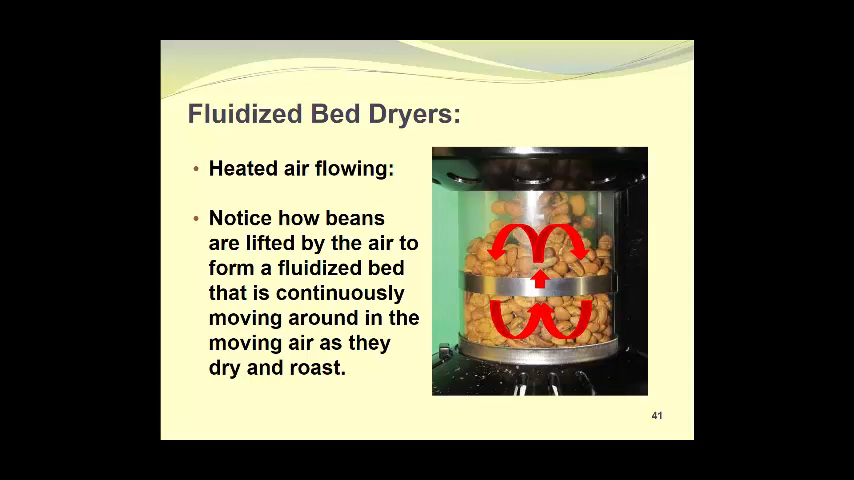 Fluidized Bed Dryers:
• Heated air flowing:
• Notice how beans
are lifted by the air to
form a fluidized bed
that is continuously
moving around in the
moving air as they
dry and roast.
41